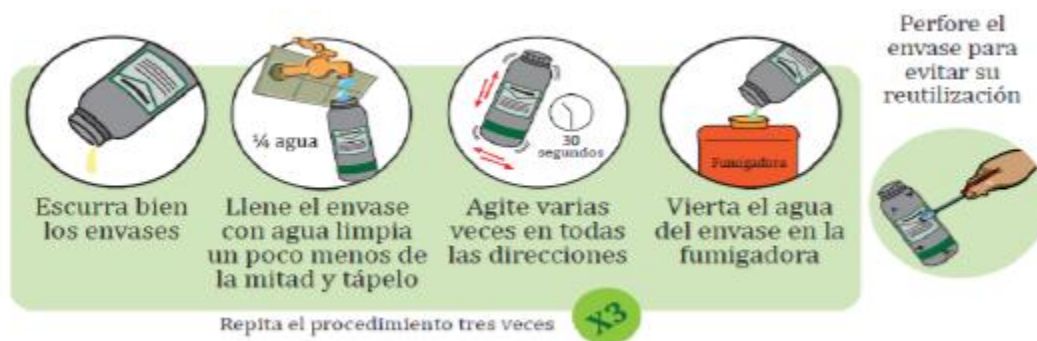 Escurra bien
los envases
¼ agua
Llene el envase
con agua limpia
un poco menos de
la mitad y tápelo
30
segundos
Agite varias
veces en todas
las direcciones
Fumigadora
Vierta el agua
del envase en la
fumigadora
Perfore el
envase para
evitar su
reutilización
Repita el procedimiento tres veces
X3